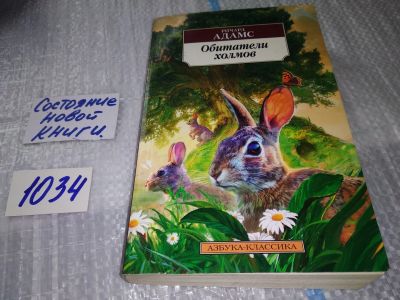 РИЧАРД
АДАМС
Обитатели
холмов
АЗБУКА-КЛАССИКА
Состояние
новой
книги.
1034